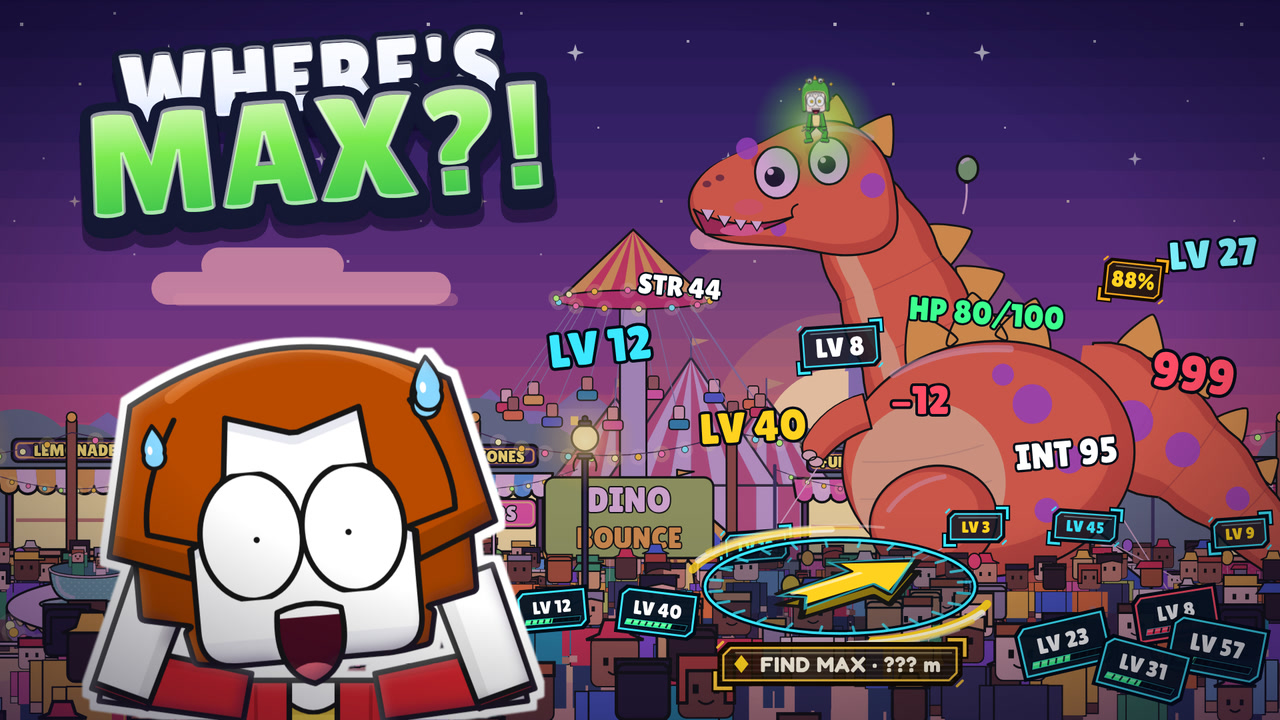 WHERE'S
MAX?!
STR 44
LV 12
LV 40
LV 8
HP 80/100
-12
88%
LV 27
999
INT 95
LEMONADE
DINO
BOUNCE
LV 3
LV 45
LV 9
LV 12
LV 40
FIND MAX · ??? m
LV 23
LV 31
LV 8
LV 57